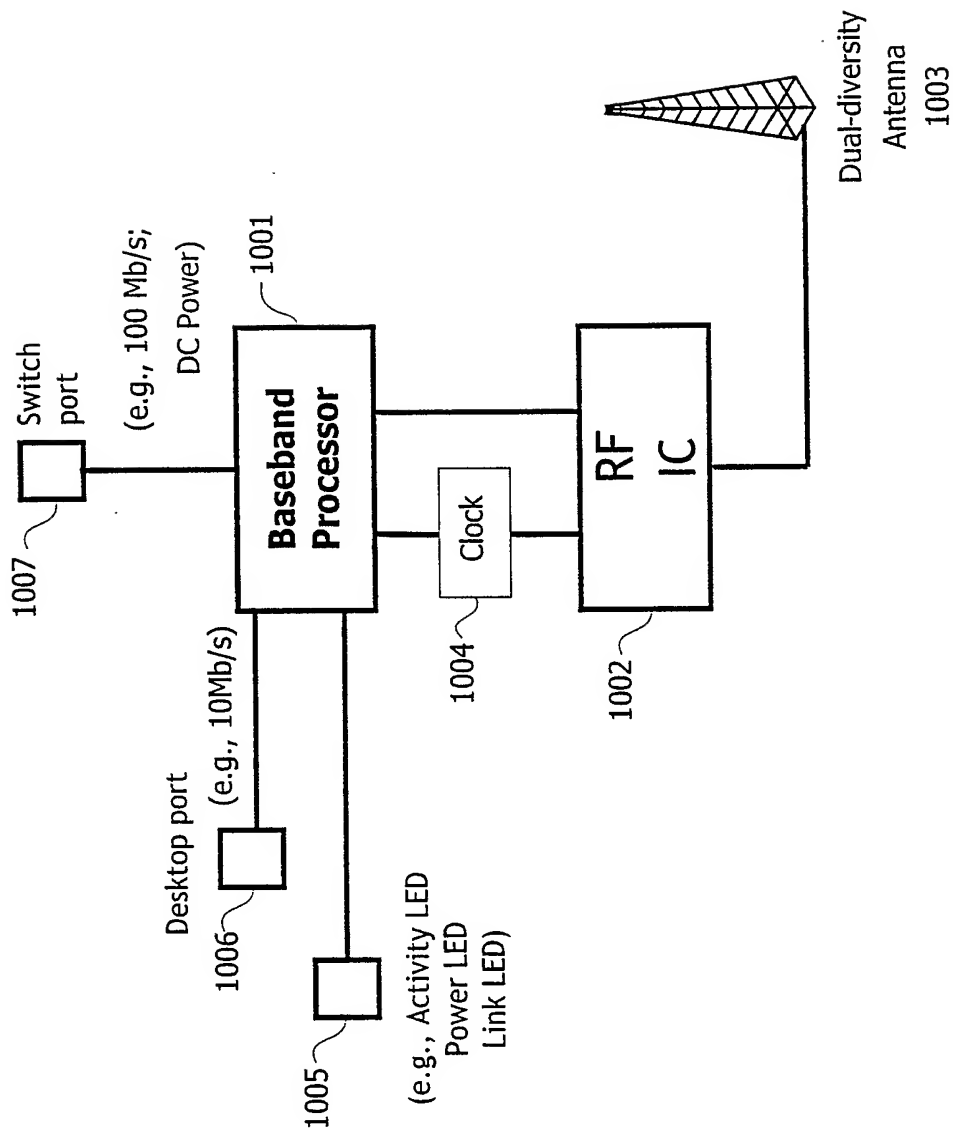 1007
Switch
port
(e.g., 100 Mb/s;
DC Power)
Desktop port
(e.g., 10Mb/s)
1006
1001
Baseband
Processor
1005
(e.g., Activity LED
Power LED
Link LED)
1004
Clock
1002
RF
IC
Dual-diversity
Antenna
1003